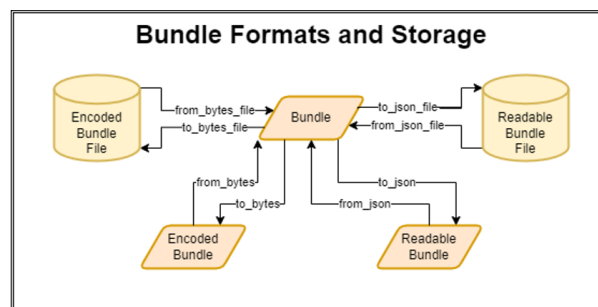 Bundle Formats and Storage
Encoded
Bundle
File
from_bytes_file
to_bytes_file
Bundle
to_json_file
from_json_file
Readable
Bundle
File
from_bytes
to_bytes
to_json
from_json
Encoded
Bundle
Readable
Bundle